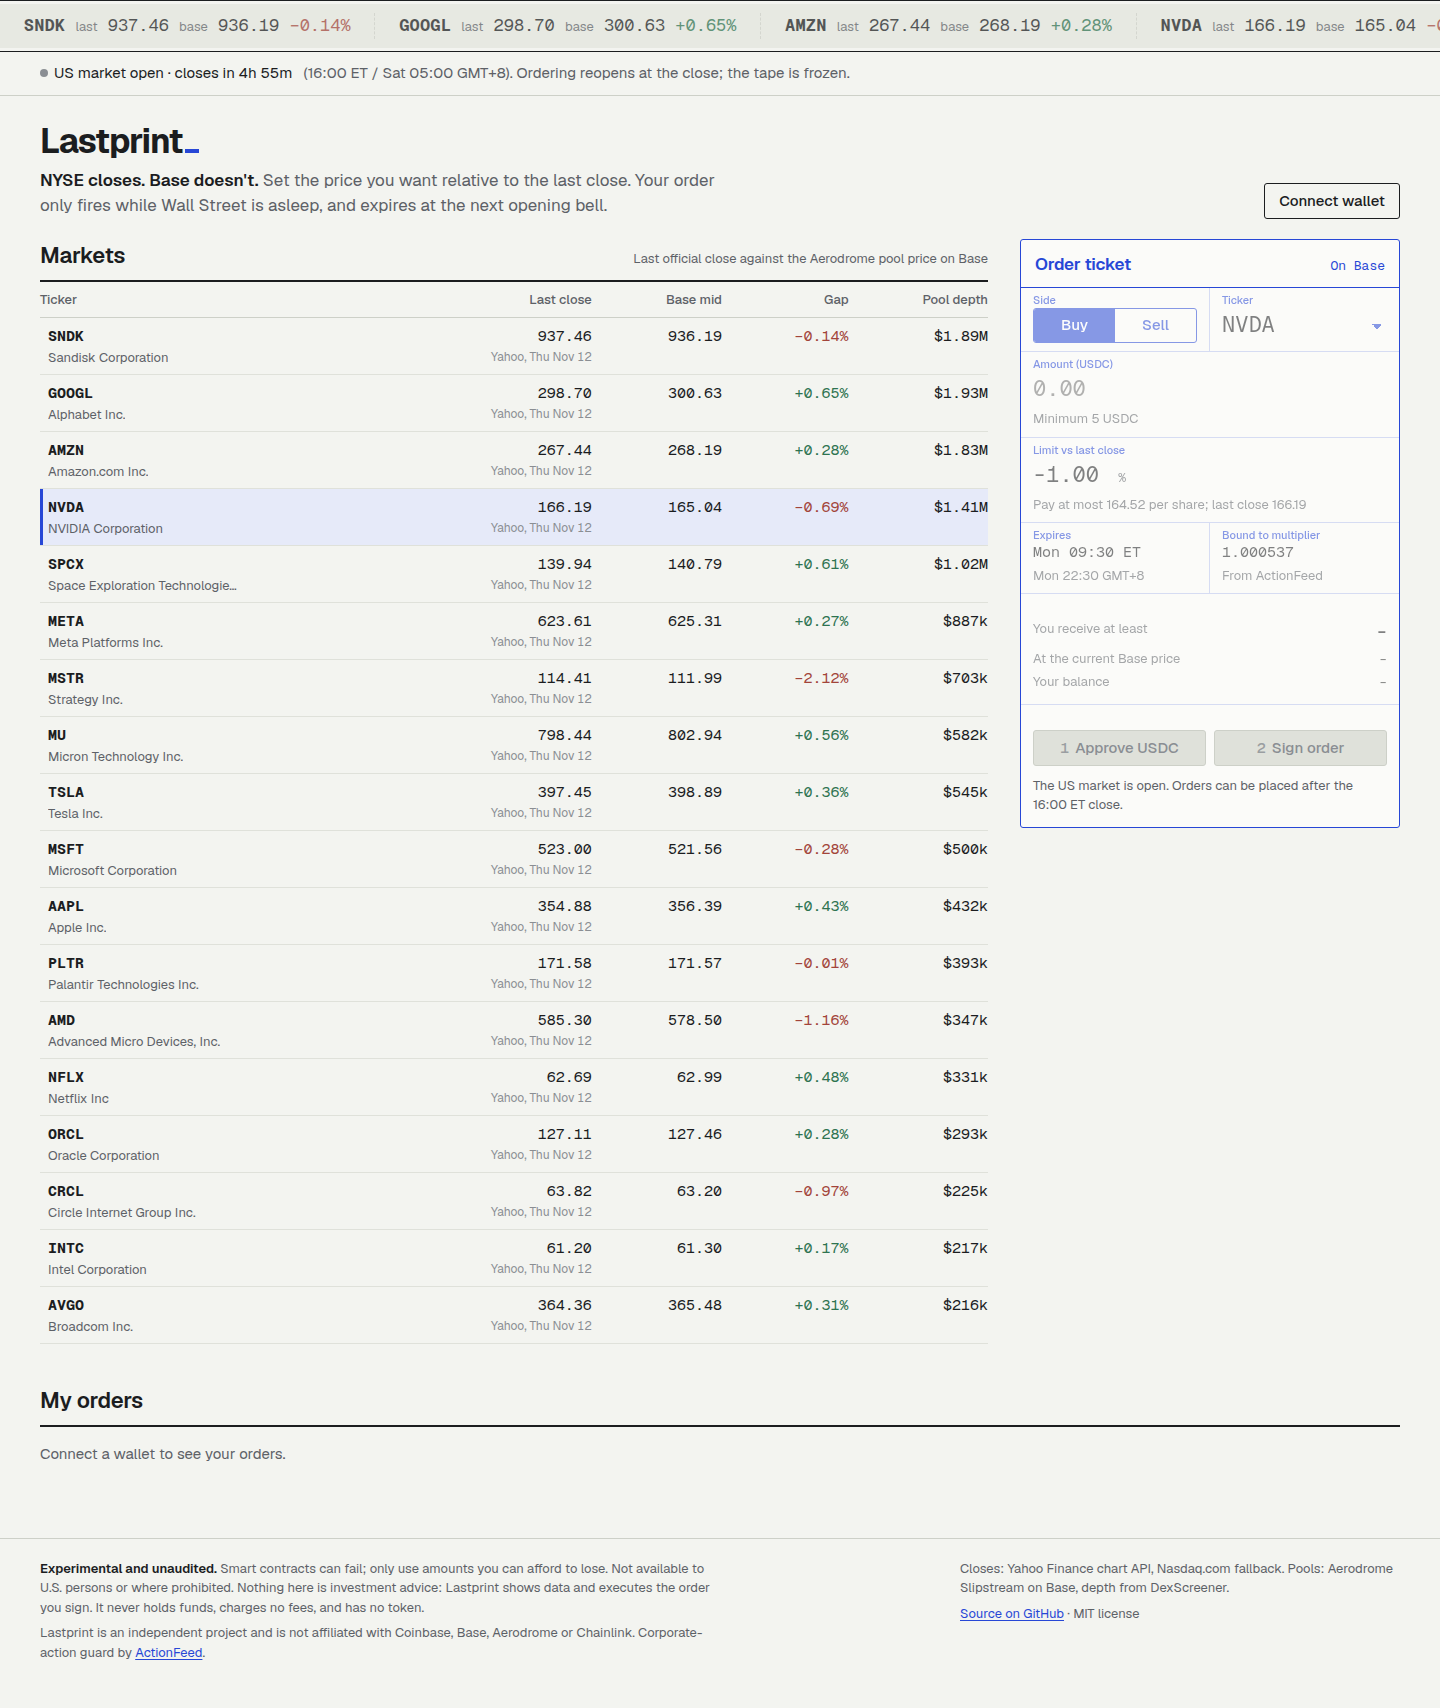 SNDK last 937.46 base 936.19 −0.14% GOOGL last 298.70 base 300.63 +0.65% AMZN last 267.44 base 268.19 +0.28% NVDA last 166.19 base 165.04
US market open · closes in 4h 55m (16:00 ET / Sat 05:00 GMT+8). Ordering reopens at the close; the tape is frozen.
Lastprint_
NYSE closes. Base doesn't. Set the price you want relative to the last close. Your order
only fires while Wall Street is asleep, and expires at the next opening bell.
Connect wallet
Markets
Last official close against the Aerodrome pool price on Base
Ticker Last close Base mid Gap Pool depth
SNDK 937.46 936.19 −0.14% $1.89M
Sandisk Corporation Yahoo, Thu Nov 12
GOOGL 298.70 300.63 +0.65% $1.93M
Alphabet Inc. Yahoo, Thu Nov 12
AMZN 267.44 268.19 +0.28% $1.83M
Amazon.com Inc. Yahoo, Thu Nov 12
NVDA 166.19 165.04 −0.69% $1.41M
NVIDIA Corporation Yahoo, Thu Nov 12
SPCX 139.94 140.79 +0.61% $1.02M
Space Exploration Technologie… Yahoo, Thu Nov 12
META 623.61 625.31 +0.27% $887k
Meta Platforms Inc. Yahoo, Thu Nov 12
MSTR 114.41 111.99 −2.12% $703k
Strategy Inc. Yahoo, Thu Nov 12
MU 798.44 802.94 +0.56% $582k
Micron Technology Inc. Yahoo, Thu Nov 12
TSLA 397.45 398.89 +0.36% $545k
Tesla Inc. Yahoo, Thu Nov 12
MSFT 523.00 521.56 −0.28% $500k
Microsoft Corporation Yahoo, Thu Nov 12
AAPL 354.88 356.39 +0.43% $432k
Apple Inc. Yahoo, Thu Nov 12
PLTR 171.58 171.57 −0.01% $393k
Palantir Technologies Inc. Yahoo, Thu Nov 12
AMD 585.30 578.50 −1.16% $347k
Advanced Micro Devices, Inc. Yahoo, Thu Nov 12
NFLX 62.69 62.99 +0.48% $331k
Netflix Inc Yahoo, Thu Nov 12
ORCL 127.11 127.46 +0.28% $293k
Oracle Corporation Yahoo, Thu Nov 12
CRCL 63.82 63.20 −0.97% $225k
Circle Internet Group Inc. Yahoo, Thu Nov 12
INTC 61.20 61.30 +0.17% $217k
Intel Corporation Yahoo, Thu Nov 12
AVGO 364.36 365.48 +0.31% $216k
Broadcom Inc. Yahoo, Thu Nov 12
Order ticket On Base
Side Ticker
Buy Sell NVDA
Amount (USDC)
0.00
Minimum 5 USDC
Limit vs last close
-1.00 %
Pay at most 164.52 per share; last close 166.19
Expires Bound to multiplier
Mon 09:30 ET 1.000537
Mon 22:30 GMT+8 From ActionFeed
You receive at least –
At the current Base price –
Your balance –
1 Approve USDC 2 Sign order
The US market is open. Orders can be placed after the
16:00 ET close.
My orders
Connect a wallet to see your orders.
Experimental and unaudited. Smart contracts can fail; only use amounts you can afford to lose. Not available to
U.S. persons or where prohibited. Nothing here is investment advice: Lastprint shows data and executes the order
you sign. It never holds funds, charges no fees, and has no token.
Lastprint is an independent project and is not affiliated with Coinbase, Base, Aerodrome or Chainlink. Corporate-
action guard by ActionFeed.
Closes: Yahoo Finance chart API, Nasdaq.com fallback. Pools: Aerodrome
Slipstream on Base, depth from DexScreener.
Source on GitHub · MIT license